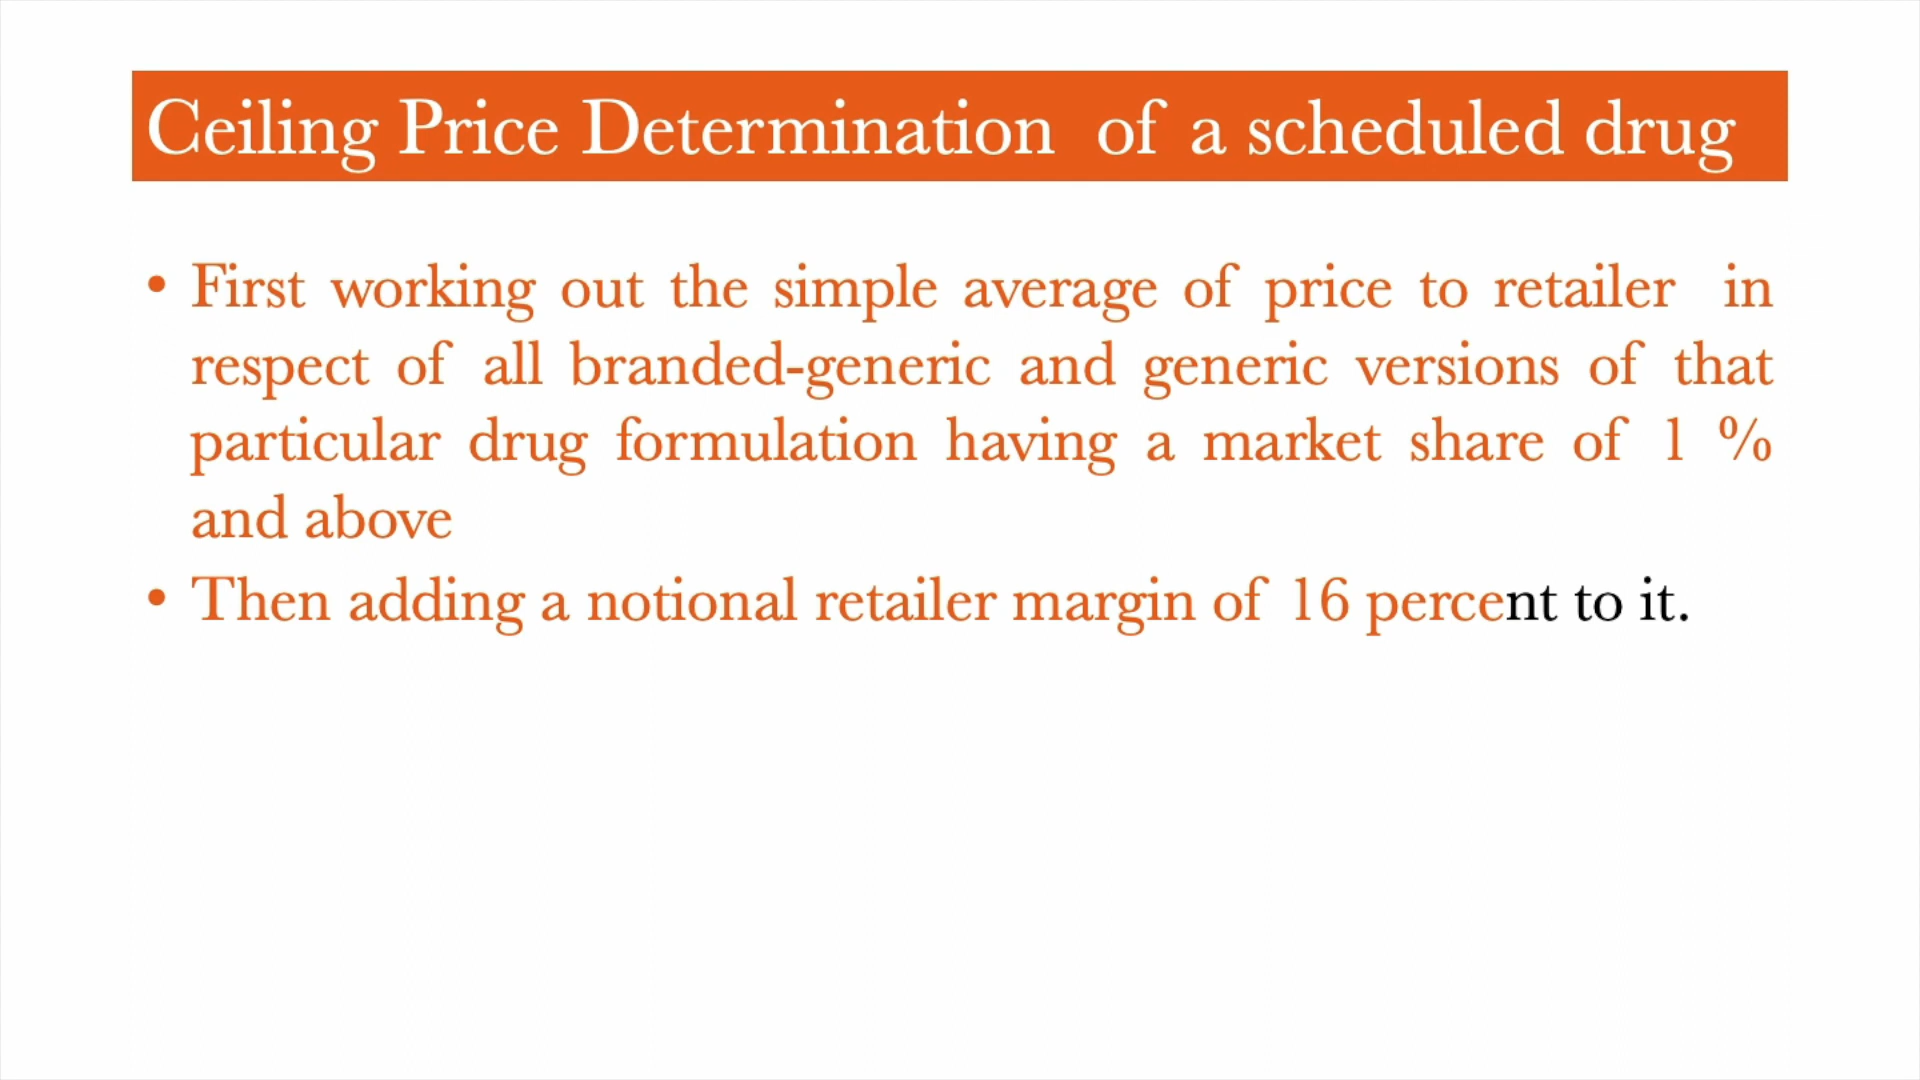 Ceiling Price Determination of a scheduled drug
• First working out the simple average of price to retailer in
respect of all branded-generic and generic versions of that
particular drug formulation having a market share of 1 %
and above
• Then adding a notional retailer margin of 16 percent to it.